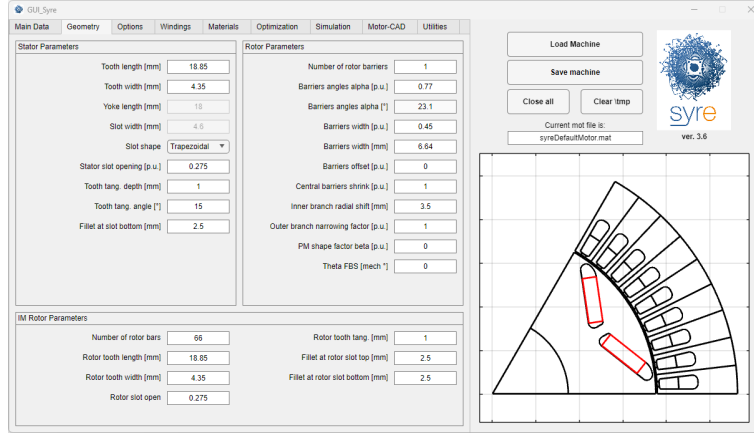 GUI_Syre
Main Data Geometry Options Windings Materials Optimization Simulation Motor-CAD Utilities
Stator Parameters
Tooth length [mm] 18.85
Tooth width [mm] 4.35
Yoke length [mm] 18
Slot width [mm] 4.6
Slot shape Trapezoidal
Stator slot opening [p.u.] 0.275
Tooth tang. depth [mm] 1
Tooth tang. angle [°] 15
Fillet at slot bottom [mm] 2.5
Rotor Parameters
Number of rotor barriers 1
Barriers angles alpha [p.u.] 0.77
Barriers angles alpha [°] 23.1
Barriers width [p.u.] 0.45
Barriers width [mm] 6.64
Barriers offset [p.u.] 0
Central barriers shrink [p.u.] 1
Inner branch radial shift [mm] 3.5
Outer branch narrowing factor [p.u.] 1
PM shape factor beta [p.u.] 0
Theta FBS [mech °] 0
IM Rotor Parameters
Number of rotor bars 66
Rotor tooth length [mm] 18.85
Rotor tooth width [mm] 4.35
Rotor slot open 0.275
Rotor tooth tang. [mm] 1
Fillet at rotor slot top [mm] 2.5
Fillet at rotor slot bottom [mm] 2.5
Load Machine
Save machine
Close all Clear \tmp
Current mot file is:
syreDefaultMotor.mat
syre
ver. 3.6